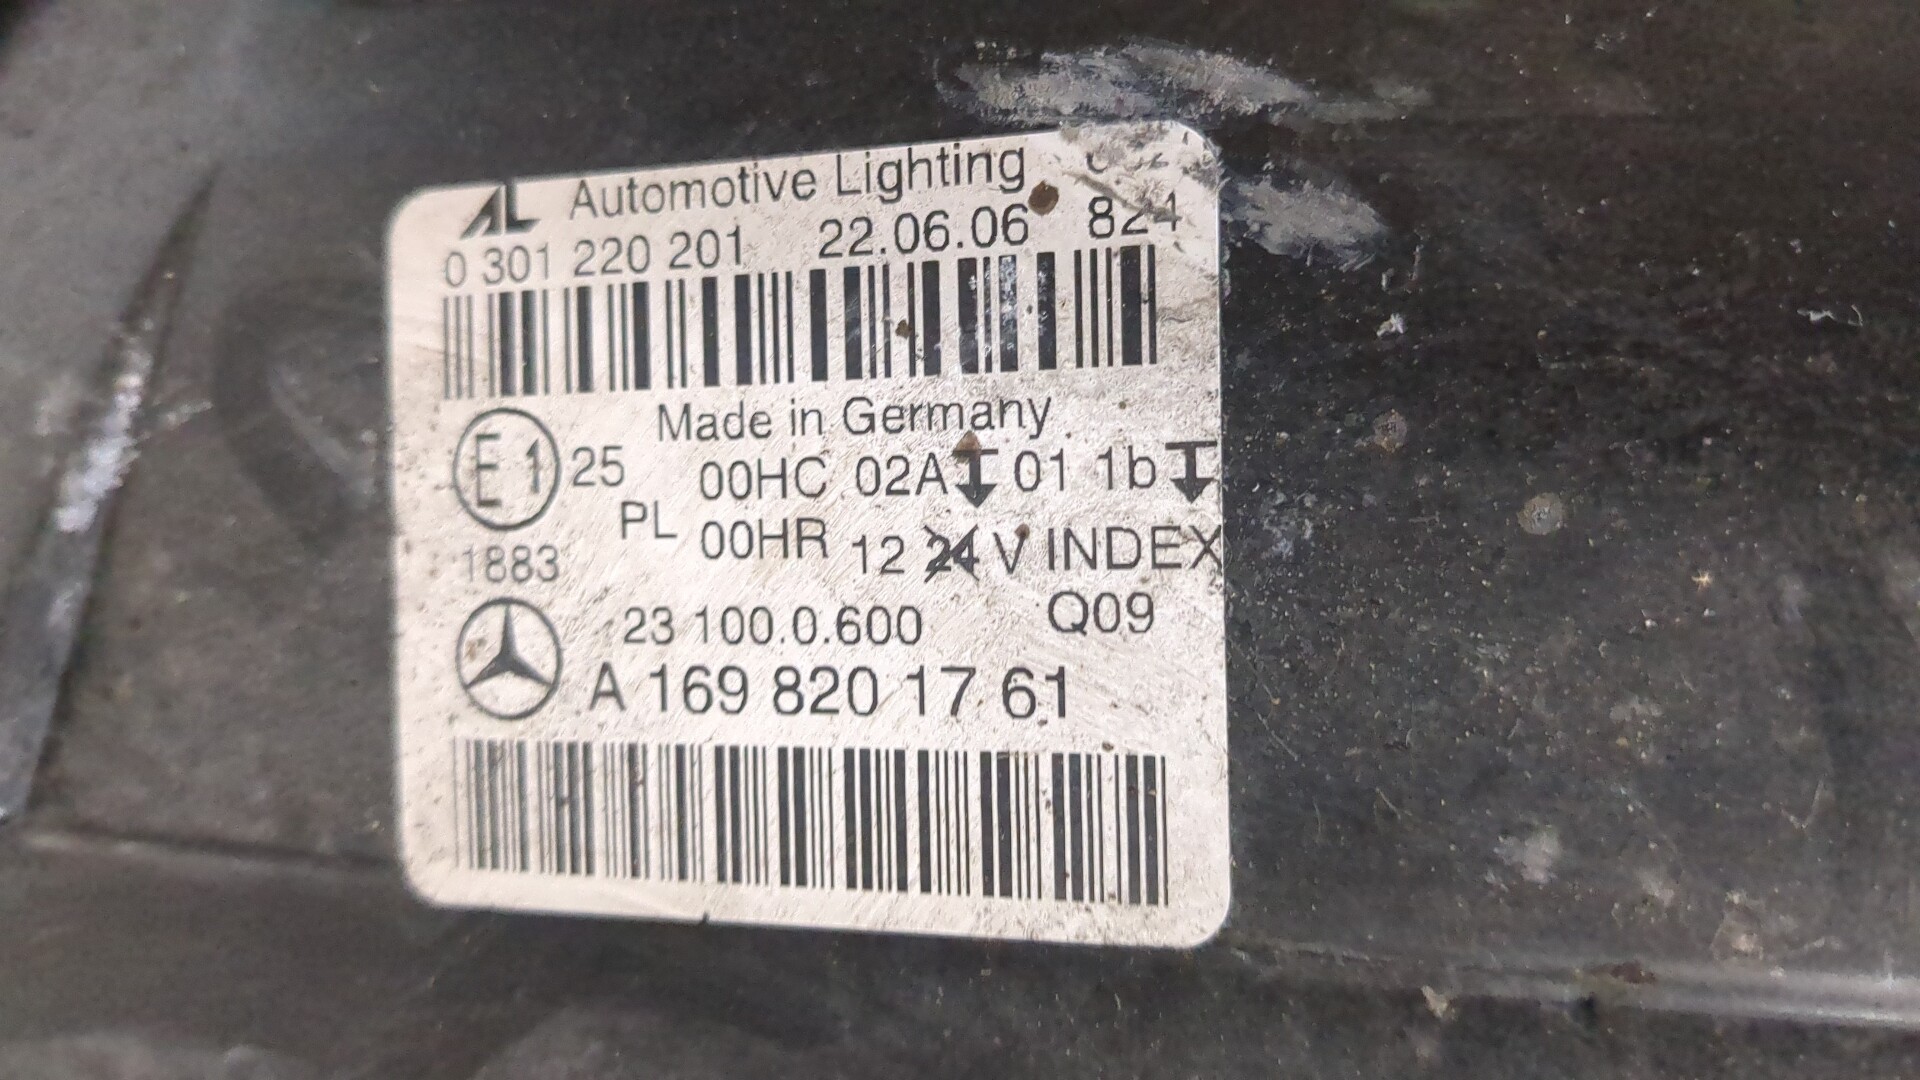 AL Automotive Lighting
0 301 220 201 22.06.06 824
Made in Germany
E1 25 00HC 02A 01 1b
PL 00HR 12 24 V INDEX
1883
23 100.0.600 Q09
A 169 820 17 61